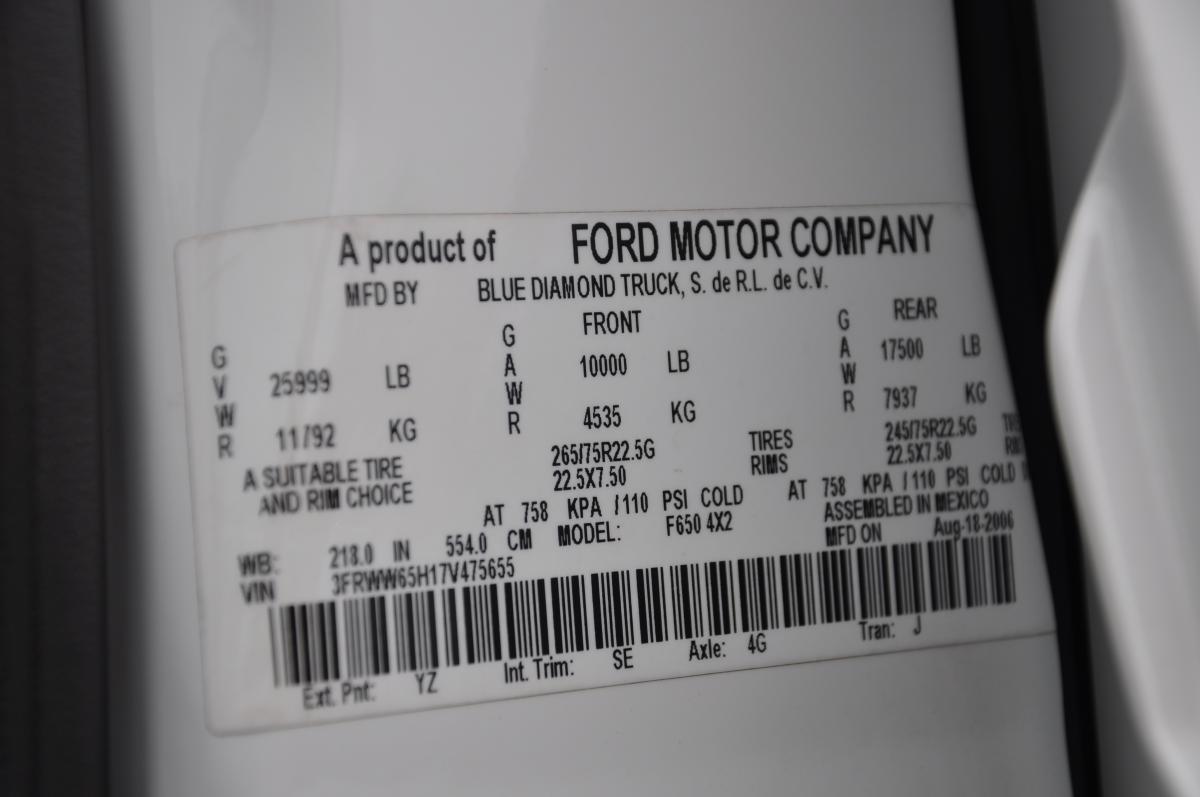 A product of FORD MOTOR COMPANY
MFD BY BLUE DIAMOND TRUCK, S. de R.L. de C.V.
GVWR 25999 LB 11792 KG
GAWR FRONT 10000 LB 4535 KG
GAWR REAR 17500 LB 7937 KG
A SUITABLE TIRE AND RIM CHOICE
265/75R22.5G TIRES 245/75R22.5G
22.5X7.50 RIMS 22.5X7.50
AT 758 KPA /110 PSI COLD AT 758 KPA /110 PSI COLD
WB: 218.0 IN 554.0 CM MODEL: F650 4X2 ASSEMBLED IN MEXICO
VIN 3FRWW65H17V475655 MFD ON Aug-18-2006
Ext. Pnt: YZ Int. Trim: SE Axle: 4G Tran: J